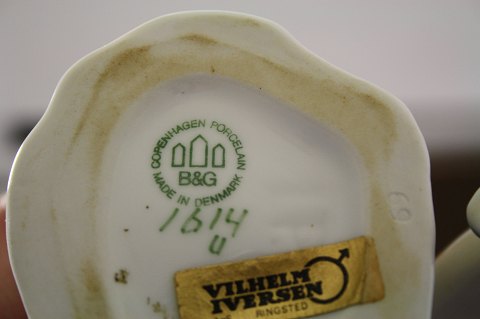 COPENHAGEN PORCELAIN
B&G
MADE IN DENMARK
1614
U
VILHELM
IVERSEN
RINGSTED